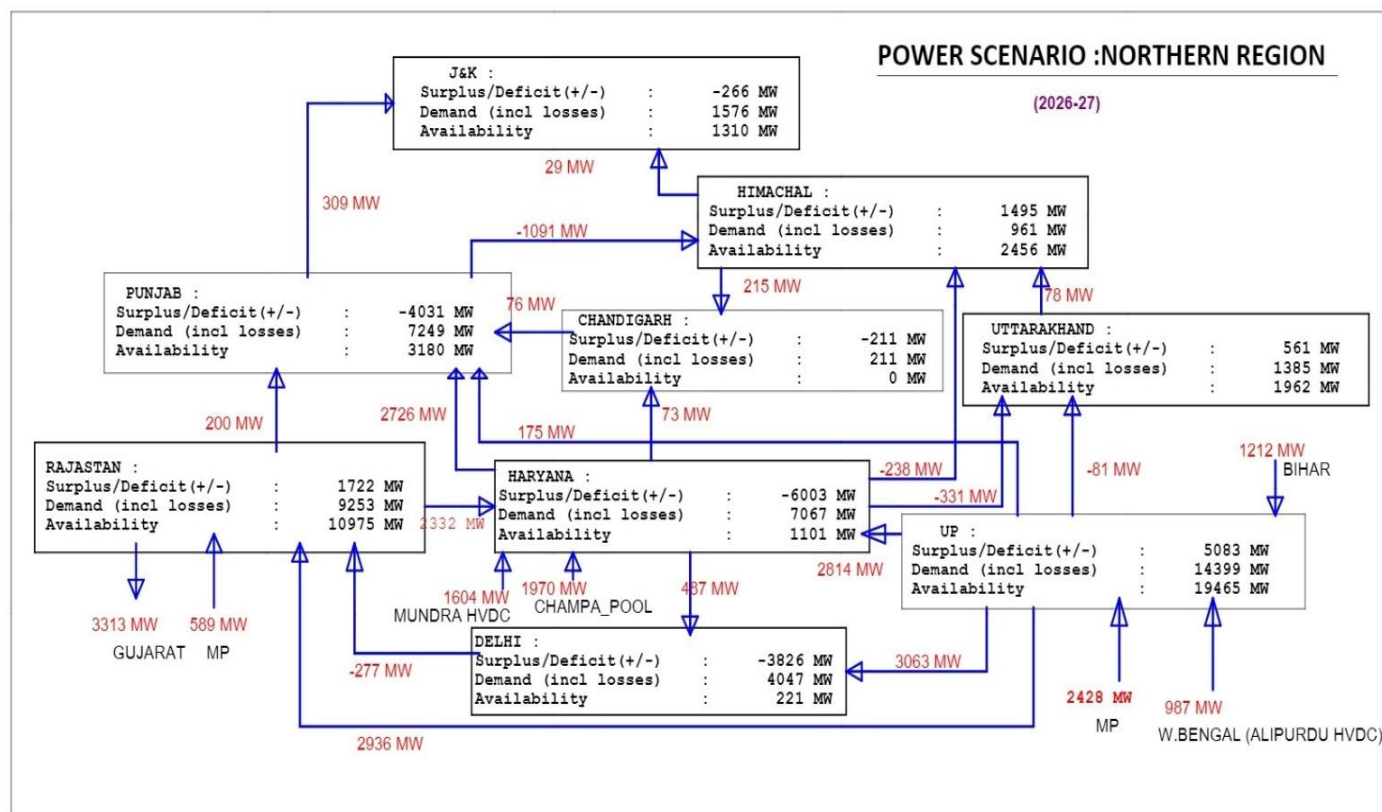 POWER SCENARIO :NORTHERN REGION
(2026-27)
J&K :
Surplus/Deficit(+/-) : -266 MW
Demand (incl losses) : 1576 MW
Availability : 1310 MW
29 MW
309 MW
HIMACHAL :
Surplus/Deficit(+/-) : 1495 MW
Demand (incl losses) : 961 MW
Availability : 2456 MW
-1091 MW
215 MW
78 MW
PUNJAB :
Surplus/Deficit(+/-) : -4031 MW
Demand (incl losses) : 7249 MW
Availability : 3180 MW
76 MW
CHANDIGARH :
Surplus/Deficit(+/-) : -211 MW
Demand (incl losses) : 211 MW
Availability : 0 MW
UTTARAKHAND :
Surplus/Deficit(+/-) : 561 MW
Demand (incl losses) : 1385 MW
Availability : 1962 MW
200 MW
2726 MW
175 MW
73 MW
RAJASTAN :
Surplus/Deficit(+/-) : 1722 MW
Demand (incl losses) : 9253 MW
Availability : 10975 MW
2332 MW
HARYANA :
Surplus/Deficit(+/-) : -6003 MW
Demand (incl losses) : 7067 MW
Availability : 1101 MW
-238 MW
-331 MW
-81 MW
1212 MW
BIHAR
UP :
Surplus/Deficit(+/-) : 5083 MW
Demand (incl losses) : 14399 MW
Availability : 19465 MW
2814 MW
3313 MW
GUJARAT
589 MW
MP
1604 MW
MUNDRA HVDC
1970 MW
CHAMPA_POOL
487 MW
-277 MW
DELHI :
Surplus/Deficit(+/-) : -3826 MW
Demand (incl losses) : 4047 MW
Availability : 221 MW
3063 MW
2428 MW
MP
987 MW
W.BENGAL (ALIPURDU HVDC)
2936 MW